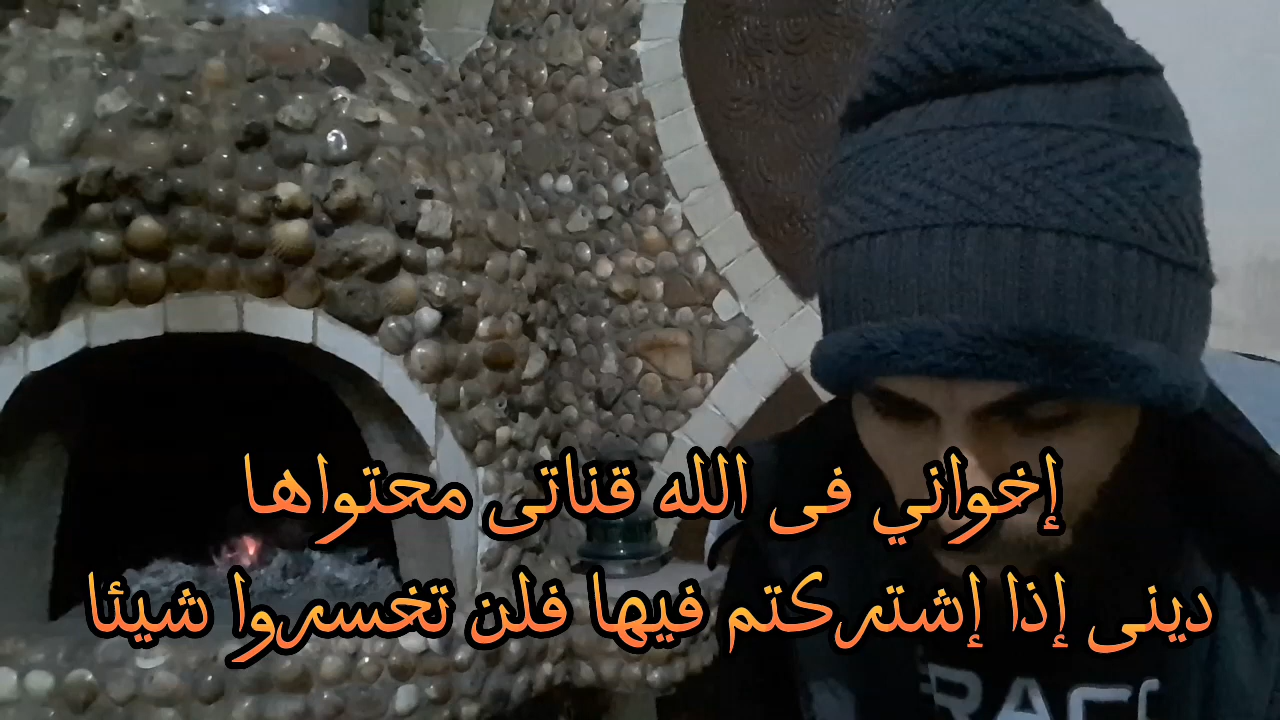 إخواني فى الله قناتى محتواها
دينى إذا إشتركتم فيها فلن تخسروا شيئا